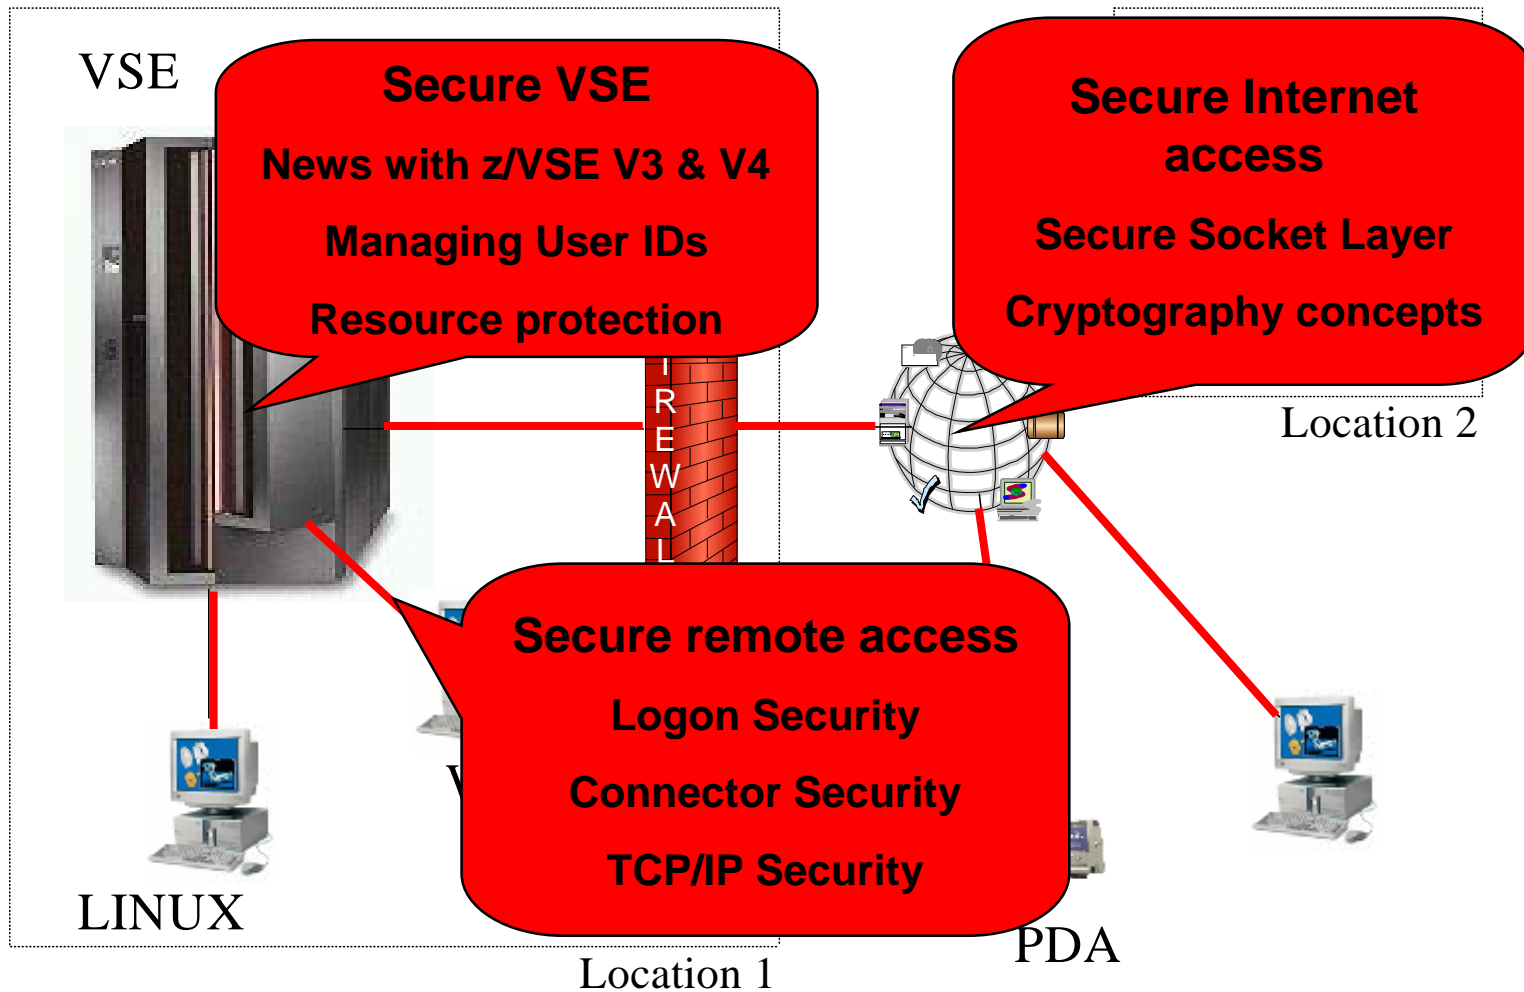 VSE
Secure VSE
News with z/VSE V3 & V4
Managing User IDs
Resource protection
Secure Internet
access
Secure Socket Layer
Cryptography concepts
Location 2
I
R
E
W
A
L
Secure remote access
Logon Security
Connector Security
TCP/IP Security
LINUX
PDA
Location 1